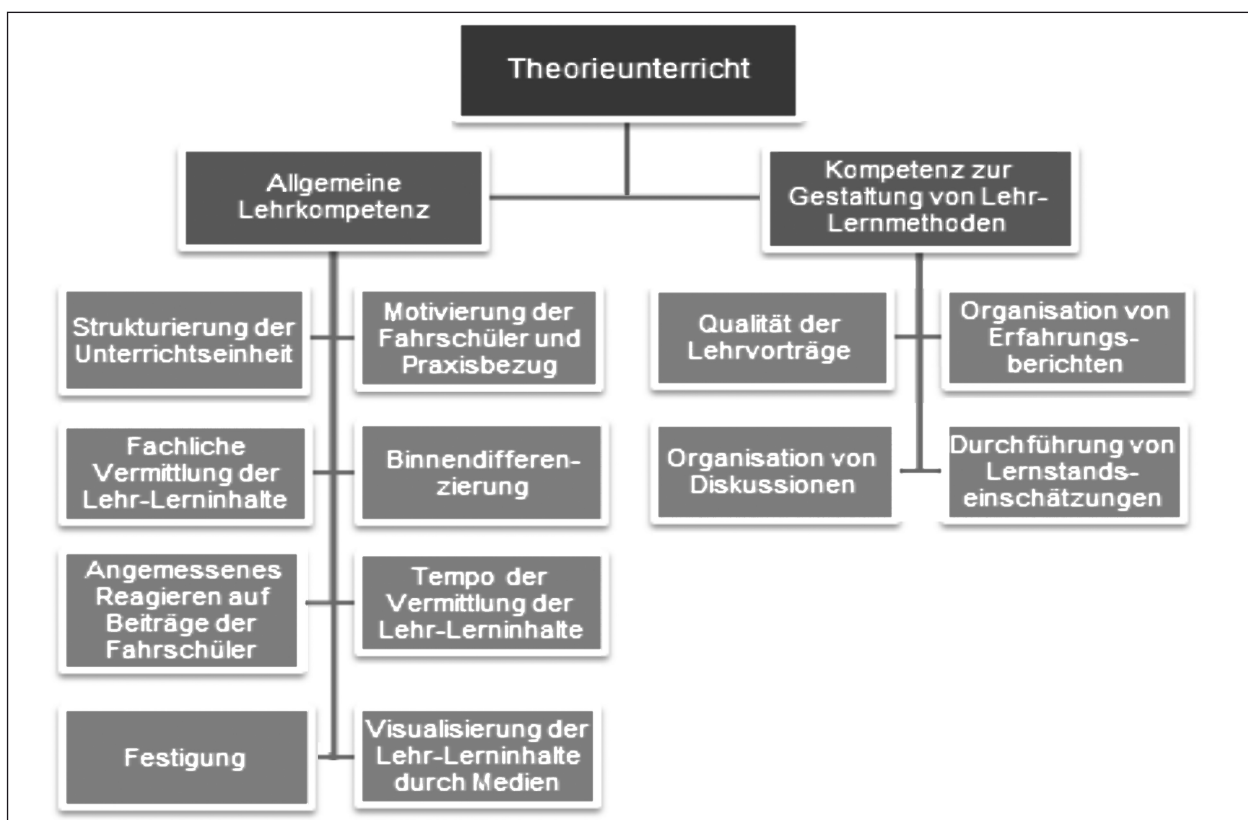 Theorieunterricht
Allgemeine
Lehrkompetenz
Kompetenz zur
Gestaltung von Lehr-
Lernmethoden
Strukturierung der
Unterrichtseinheit
Motivierung der
Fahrschüler und
Praxisbezug
Fachliche
Vermittlung der
Lehr-Lerninhalte
Binnendifferen-
zierung
Angemessenes
Reagieren auf
Beiträge der
Fahrschüler
Tempo der
Vermittlung der
Lehr-Lerninhalte
Festigung
Visualisierung der
Lehr-Lerninhalte
durch Medien
Qualität der
Lehrvorträge
Organisation von
Erfahrungs-
berichten
Organisation von
Diskussionen
Durchführung von
Lernstands-
einschätzungen